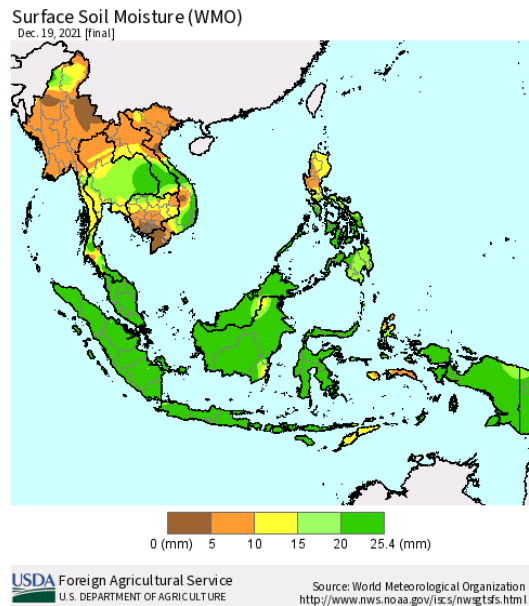 Surface Soil Moisture (WMO)
Dec. 19, 2021 [final]
0 (mm) 5 10 15 20 25.4 (mm)
USDA Foreign Agricultural Service
U.S. DEPARTMENT OF AGRICULTURE
Source: World Meteorological Organization
http://www.nws.noaa.gov/iscs/nwsgtsfs.html